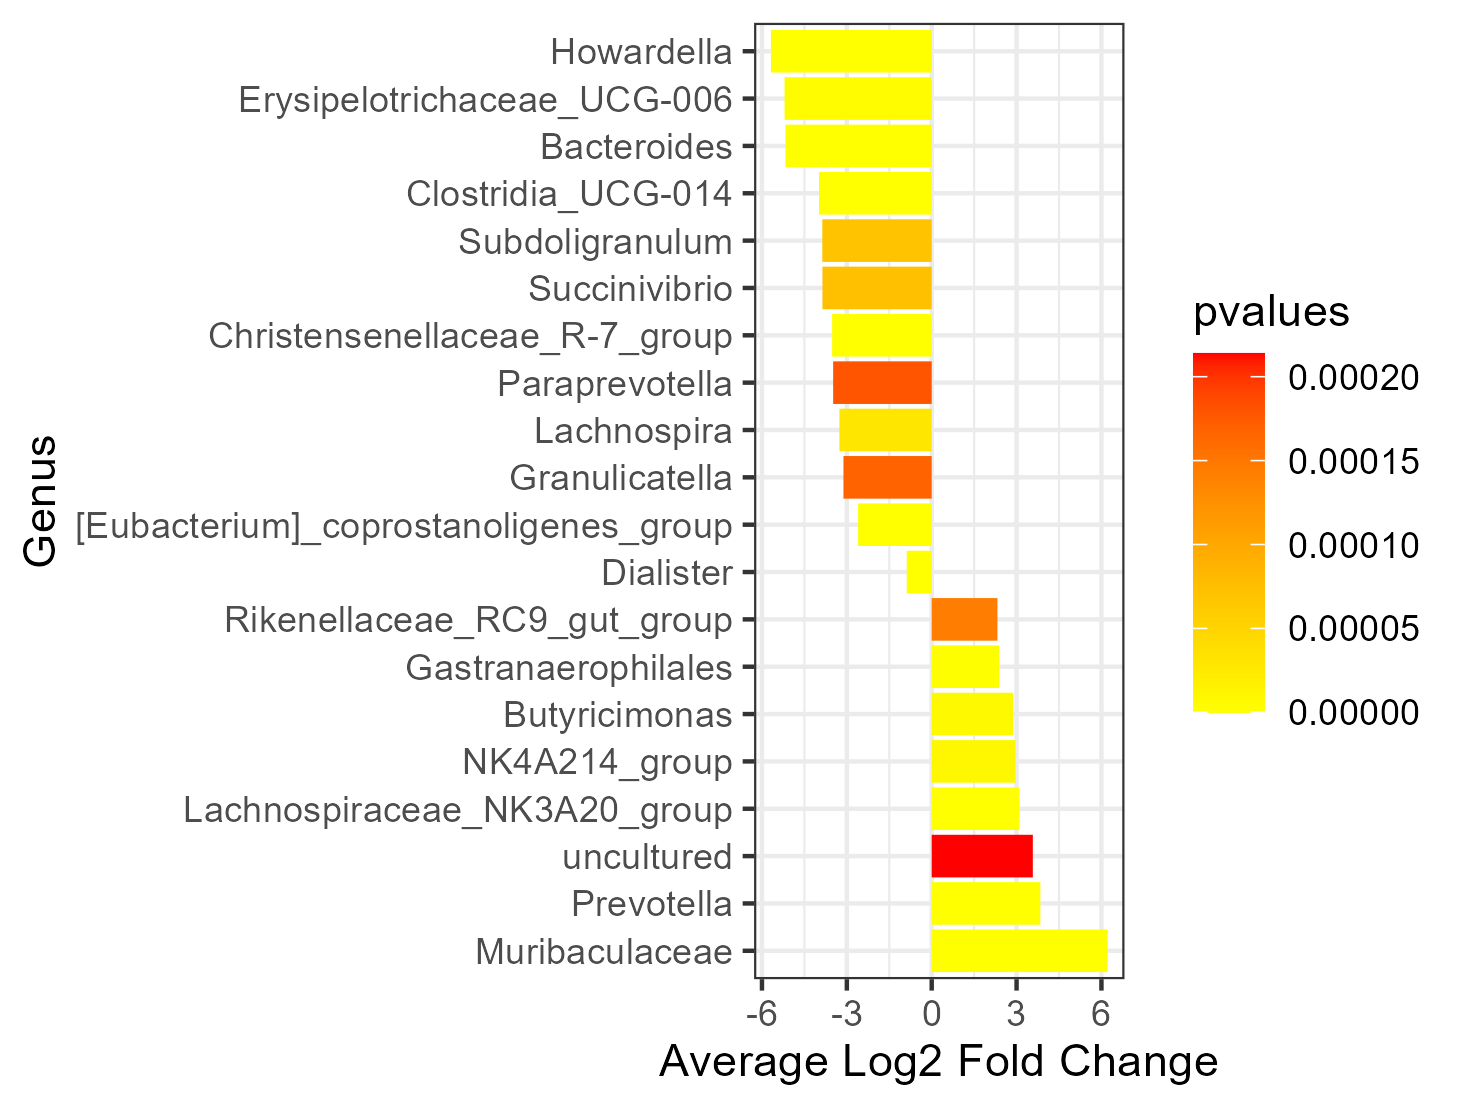 Genus
Howardella
Erysipelotrichaceae_UCG-006
Bacteroides
Clostridia_UCG-014
Subdoligranulum
Succinivibrio
Christensenellaceae_R-7_group
Paraprevotella
Lachnospira
Granulicatella
[Eubacterium]_coprostanoligenes_group
Dialister
Rikenellaceae_RC9_gut_group
Gastranaerophilales
Butyricimonas
NK4A214_group
Lachnospiraceae_NK3A20_group
uncultured
Prevotella
Muribaculaceae
-6 -3 0 3 6
Average Log2 Fold Change
pvalues
0.00020
0.00015
0.00010
0.00005
0.00000